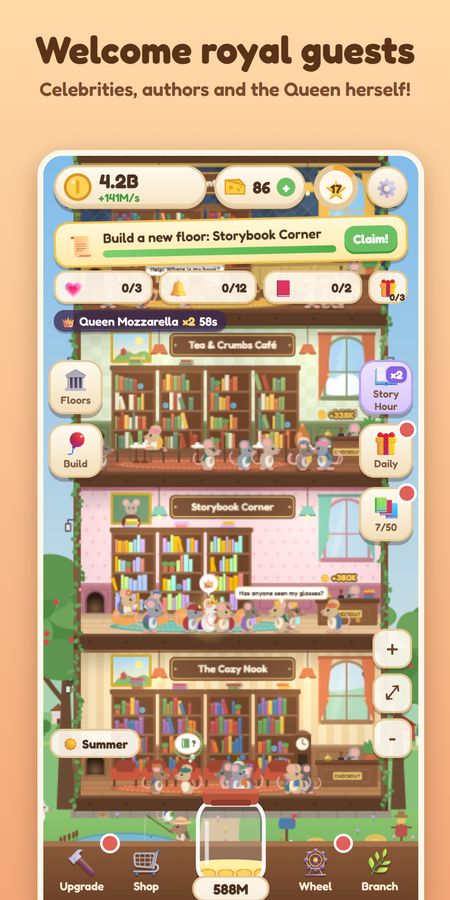 Welcome royal guests
Celebrities, authors and the Queen herself!
4.2B
+141M/s
86
17
Build a new floor: Storybook Corner
Claim!
Help! Where is my book?
0/3
0/12
0/2
0/3
Queen Mozzarella x2 58s
Tea & Crumbs Café
Floors
x2
Story
Hour
+338K
CHECKOUT
Build
Daily
Storybook Corner
7/50
+380K
Has anyone seen my glasses?
CHECKOUT
+
The Cozy Nook
-
Summer
?
CHECKOUT
588M
Upgrade
Shop
Wheel
Branch